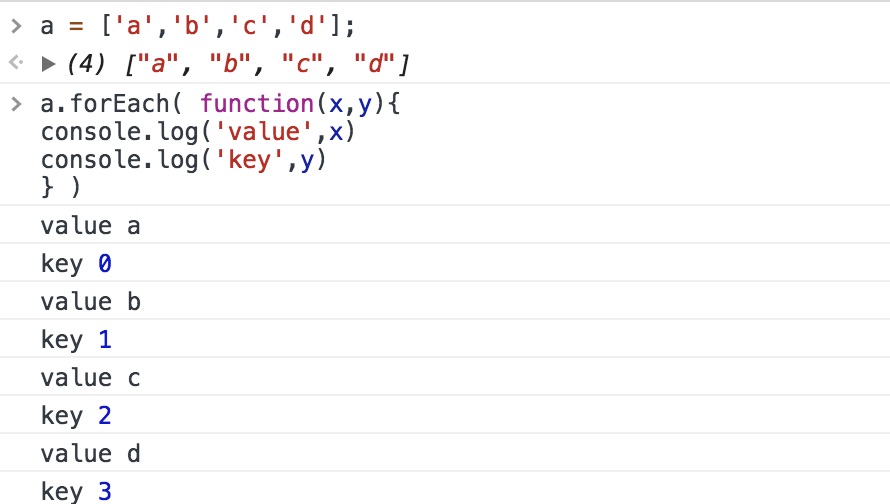 > a = ['a','b','c','d'];
<· ▶ (4) ["a", "b", "c", "d"]
> a.forEach( function(x,y){
console.log('value',x)
console.log('key',y)
} )
value a
key 0
value b
key 1
value c
key 2
value d
key 3